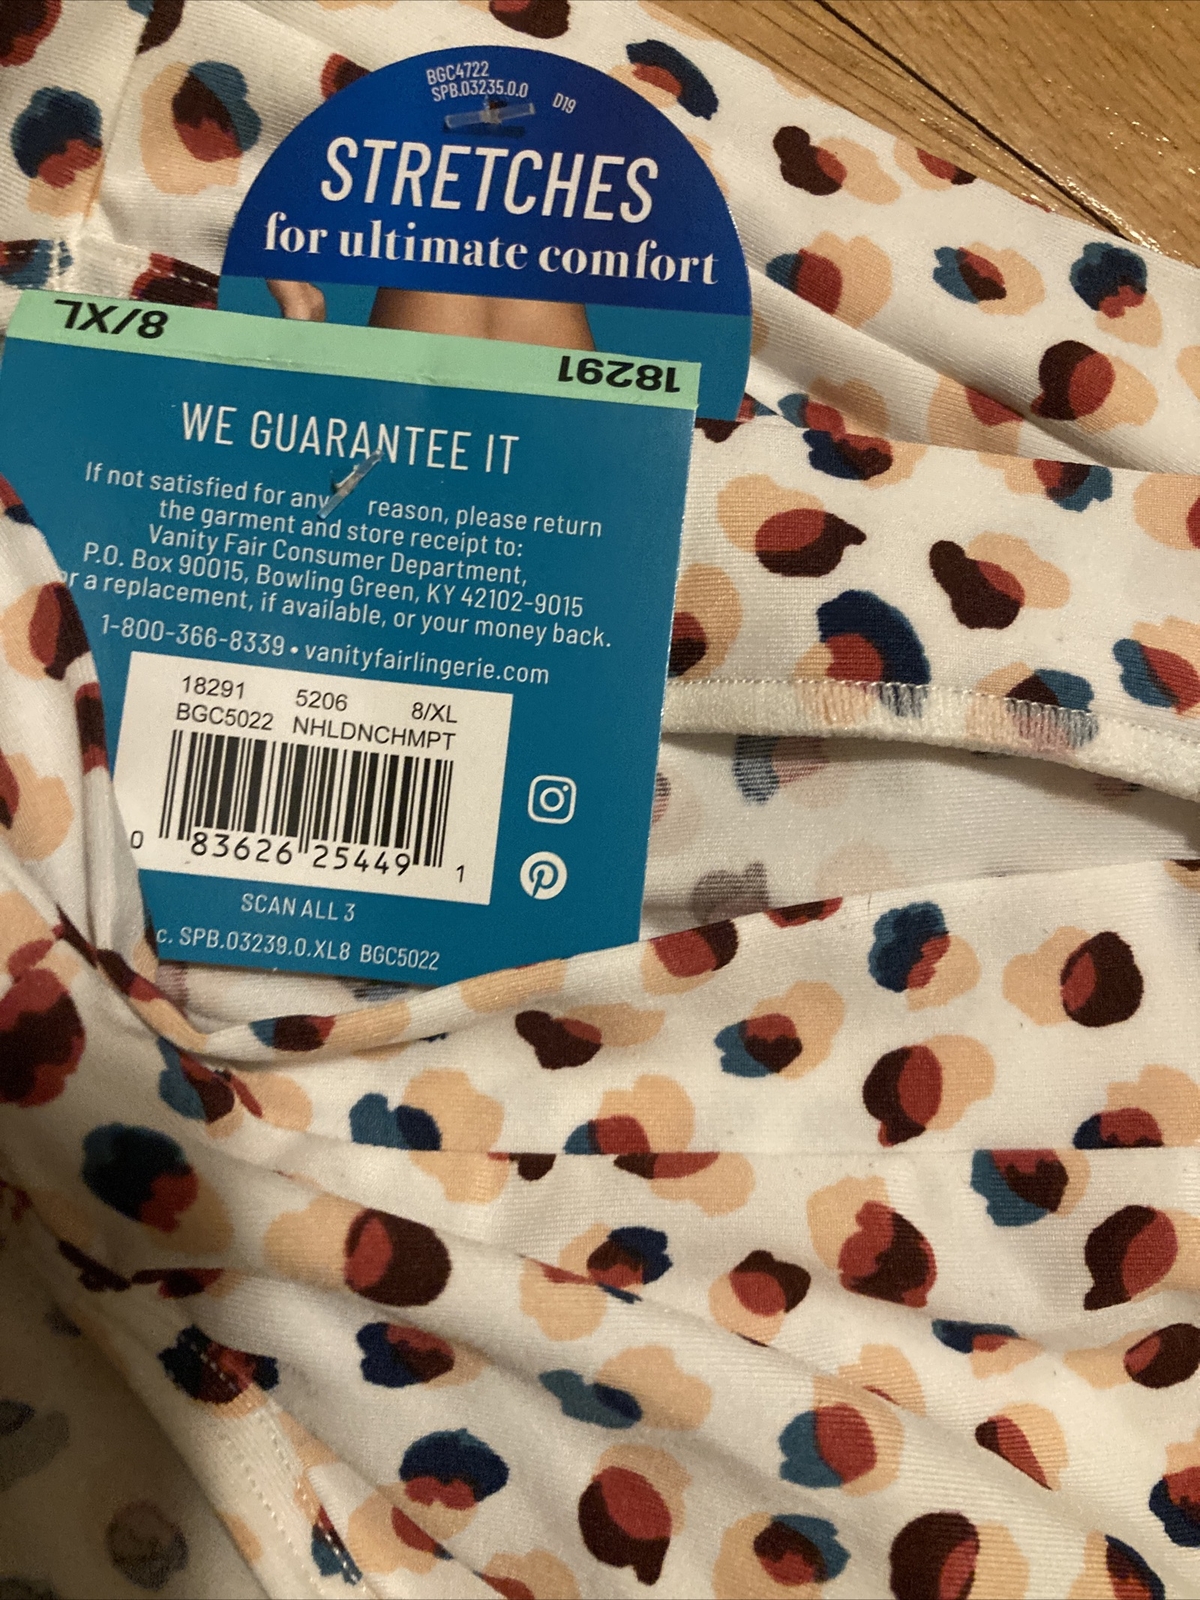 BGC4722
SPB.03235.0.0 D19
STRETCHES
for ultimate comfort
8/XL
18291
WE GUARANTEE IT
If not satisfied for any reason, please return
the garment and store receipt to:
Vanity Fair Consumer Department,
P.O. Box 90015, Bowling Green, KY 42102-9015
or a replacement, if available, or your money back.
1-800-366-8339 • vanityfairlingerie.com
18291 5206 8/XL
BGC5022 NHLDNCHMPT
0 83626 25449 1
SCAN ALL 3
c. SPB.03239.0.XL8 BGC5022